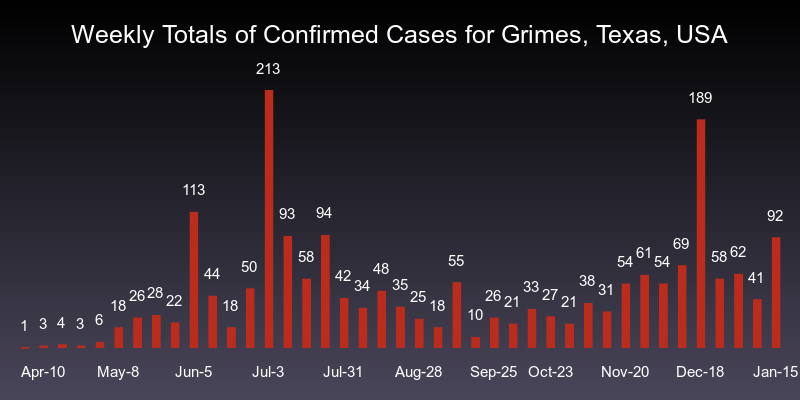 Weekly Totals of Confirmed Cases for Grimes, Texas, USA
1 3 4 3 6 18 26 28 22 113 44 18 50 213 93 58 94 42 34 48 35 25 18 55 10 26 21 33 27 21 38 31 54 61 54 69 189 58 62 41 92
Apr-10 May-8 Jun-5 Jul-3 Jul-31 Aug-28 Sep-25 Oct-23 Nov-20 Dec-18 Jan-15